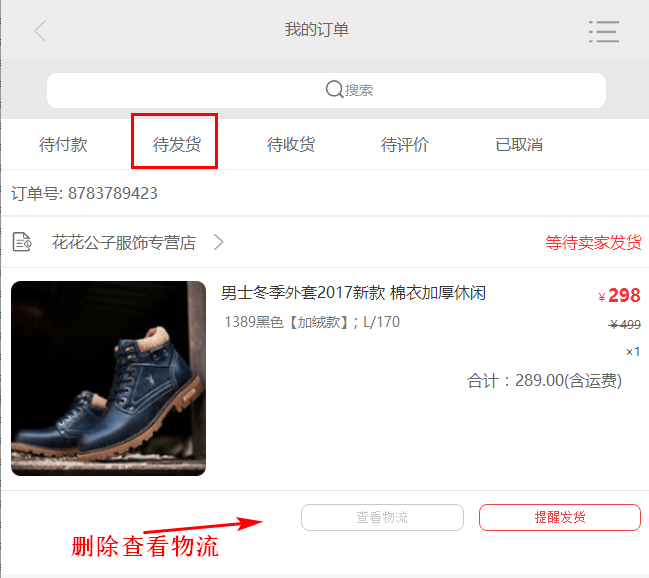 我的订单
搜索
待付款 待发货 待收货 待评价 已取消
订单号: 8783789423
花花公子服饰专营店 等待卖家发货
男士冬季外套2017新款 棉衣加厚休闲 ￥298
1389黑色【加绒款】; L/170 ￥499
×1
合计：289.00(含运费)
查看物流 提醒发货
删除查看物流